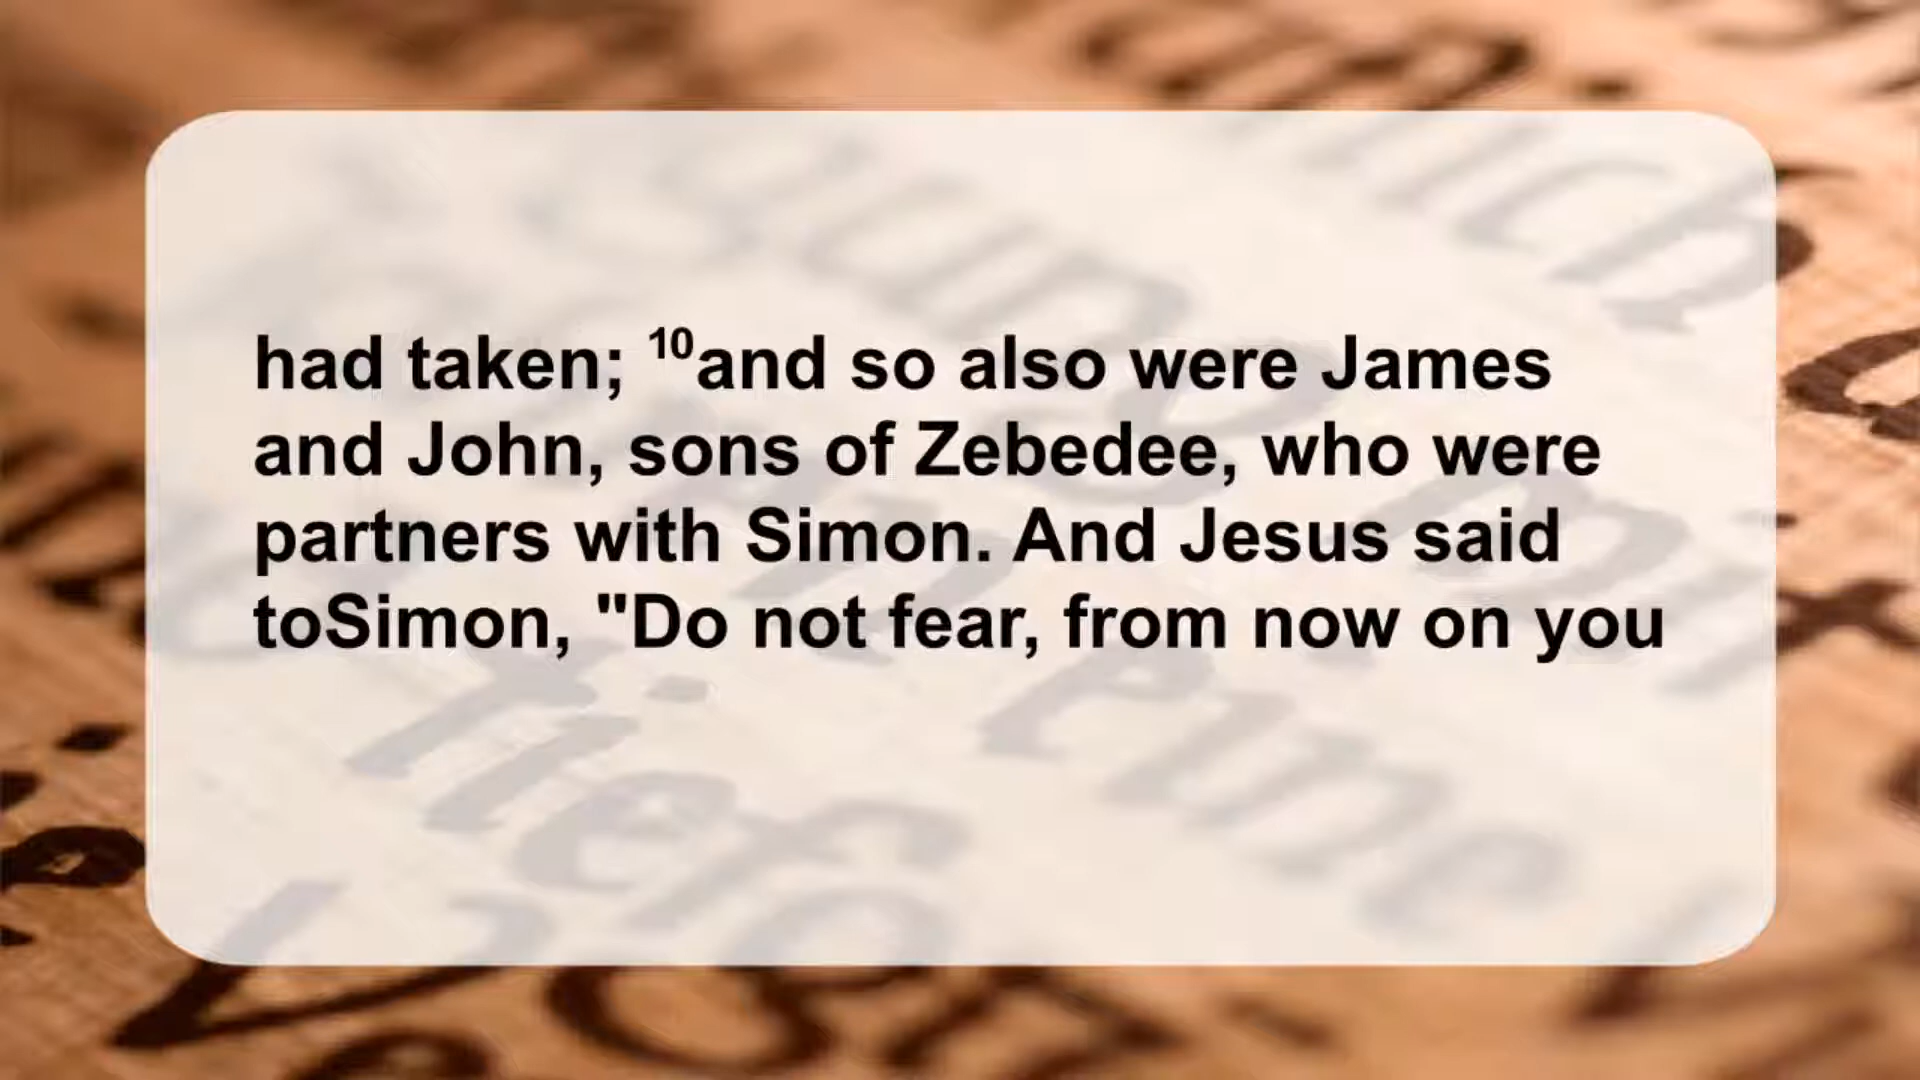 had taken; ¹⁰and so also were James
and John, sons of Zebedee, who were
partners with Simon. And Jesus said
toSimon, "Do not fear, from now on you